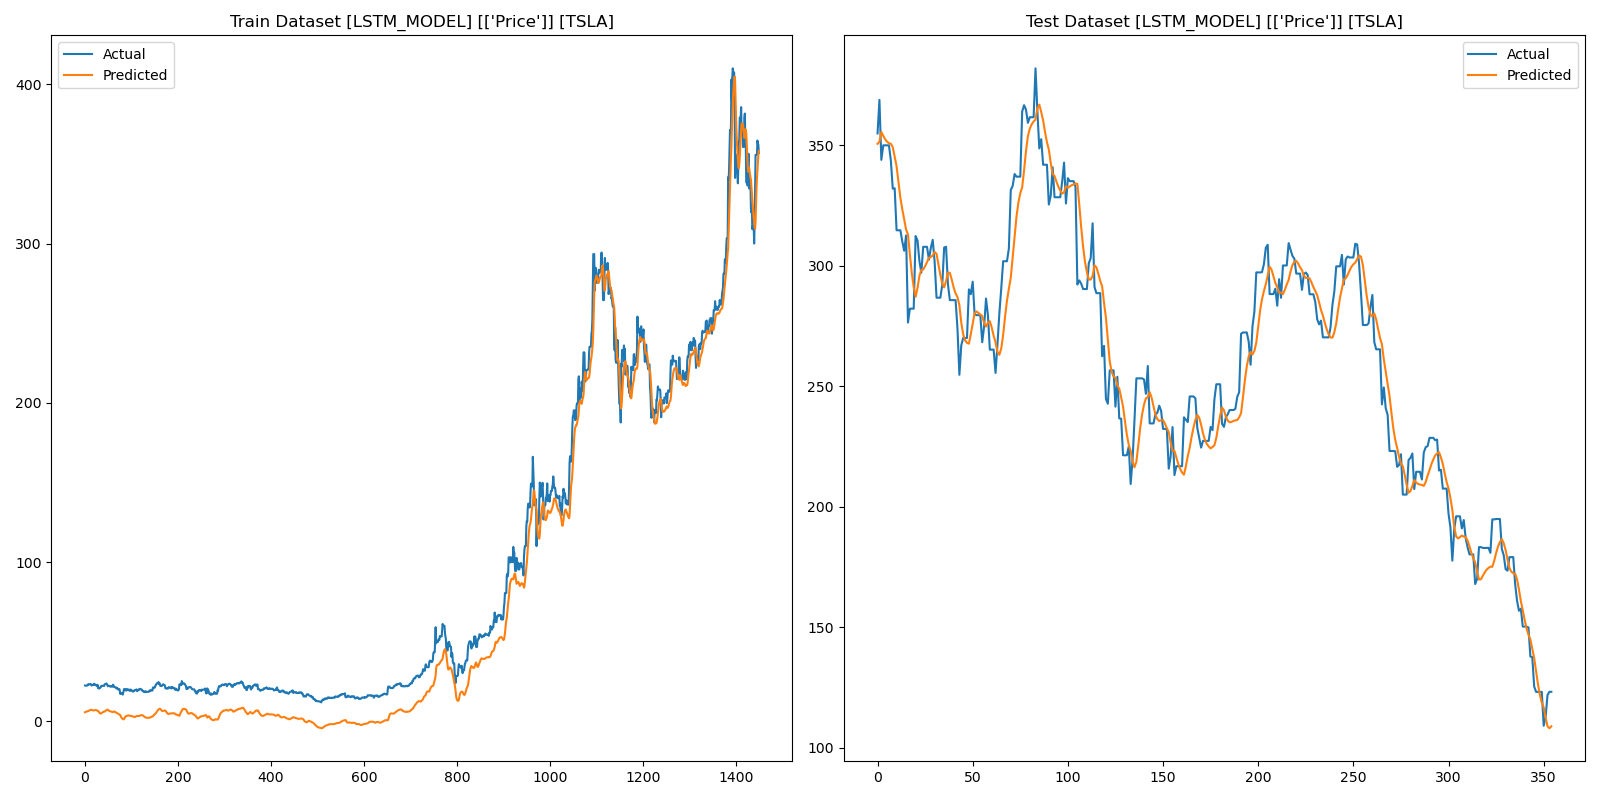 Train Dataset [LSTM_MODEL] [['Price']] [TSLA]
Actual
Predicted
400
300
200
100
0
0 200 400 600 800 1000 1200 1400
Test Dataset [LSTM_MODEL] [['Price']] [TSLA]
Actual
Predicted
350
300
250
200
150
100
0 50 100 150 200 250 300 350